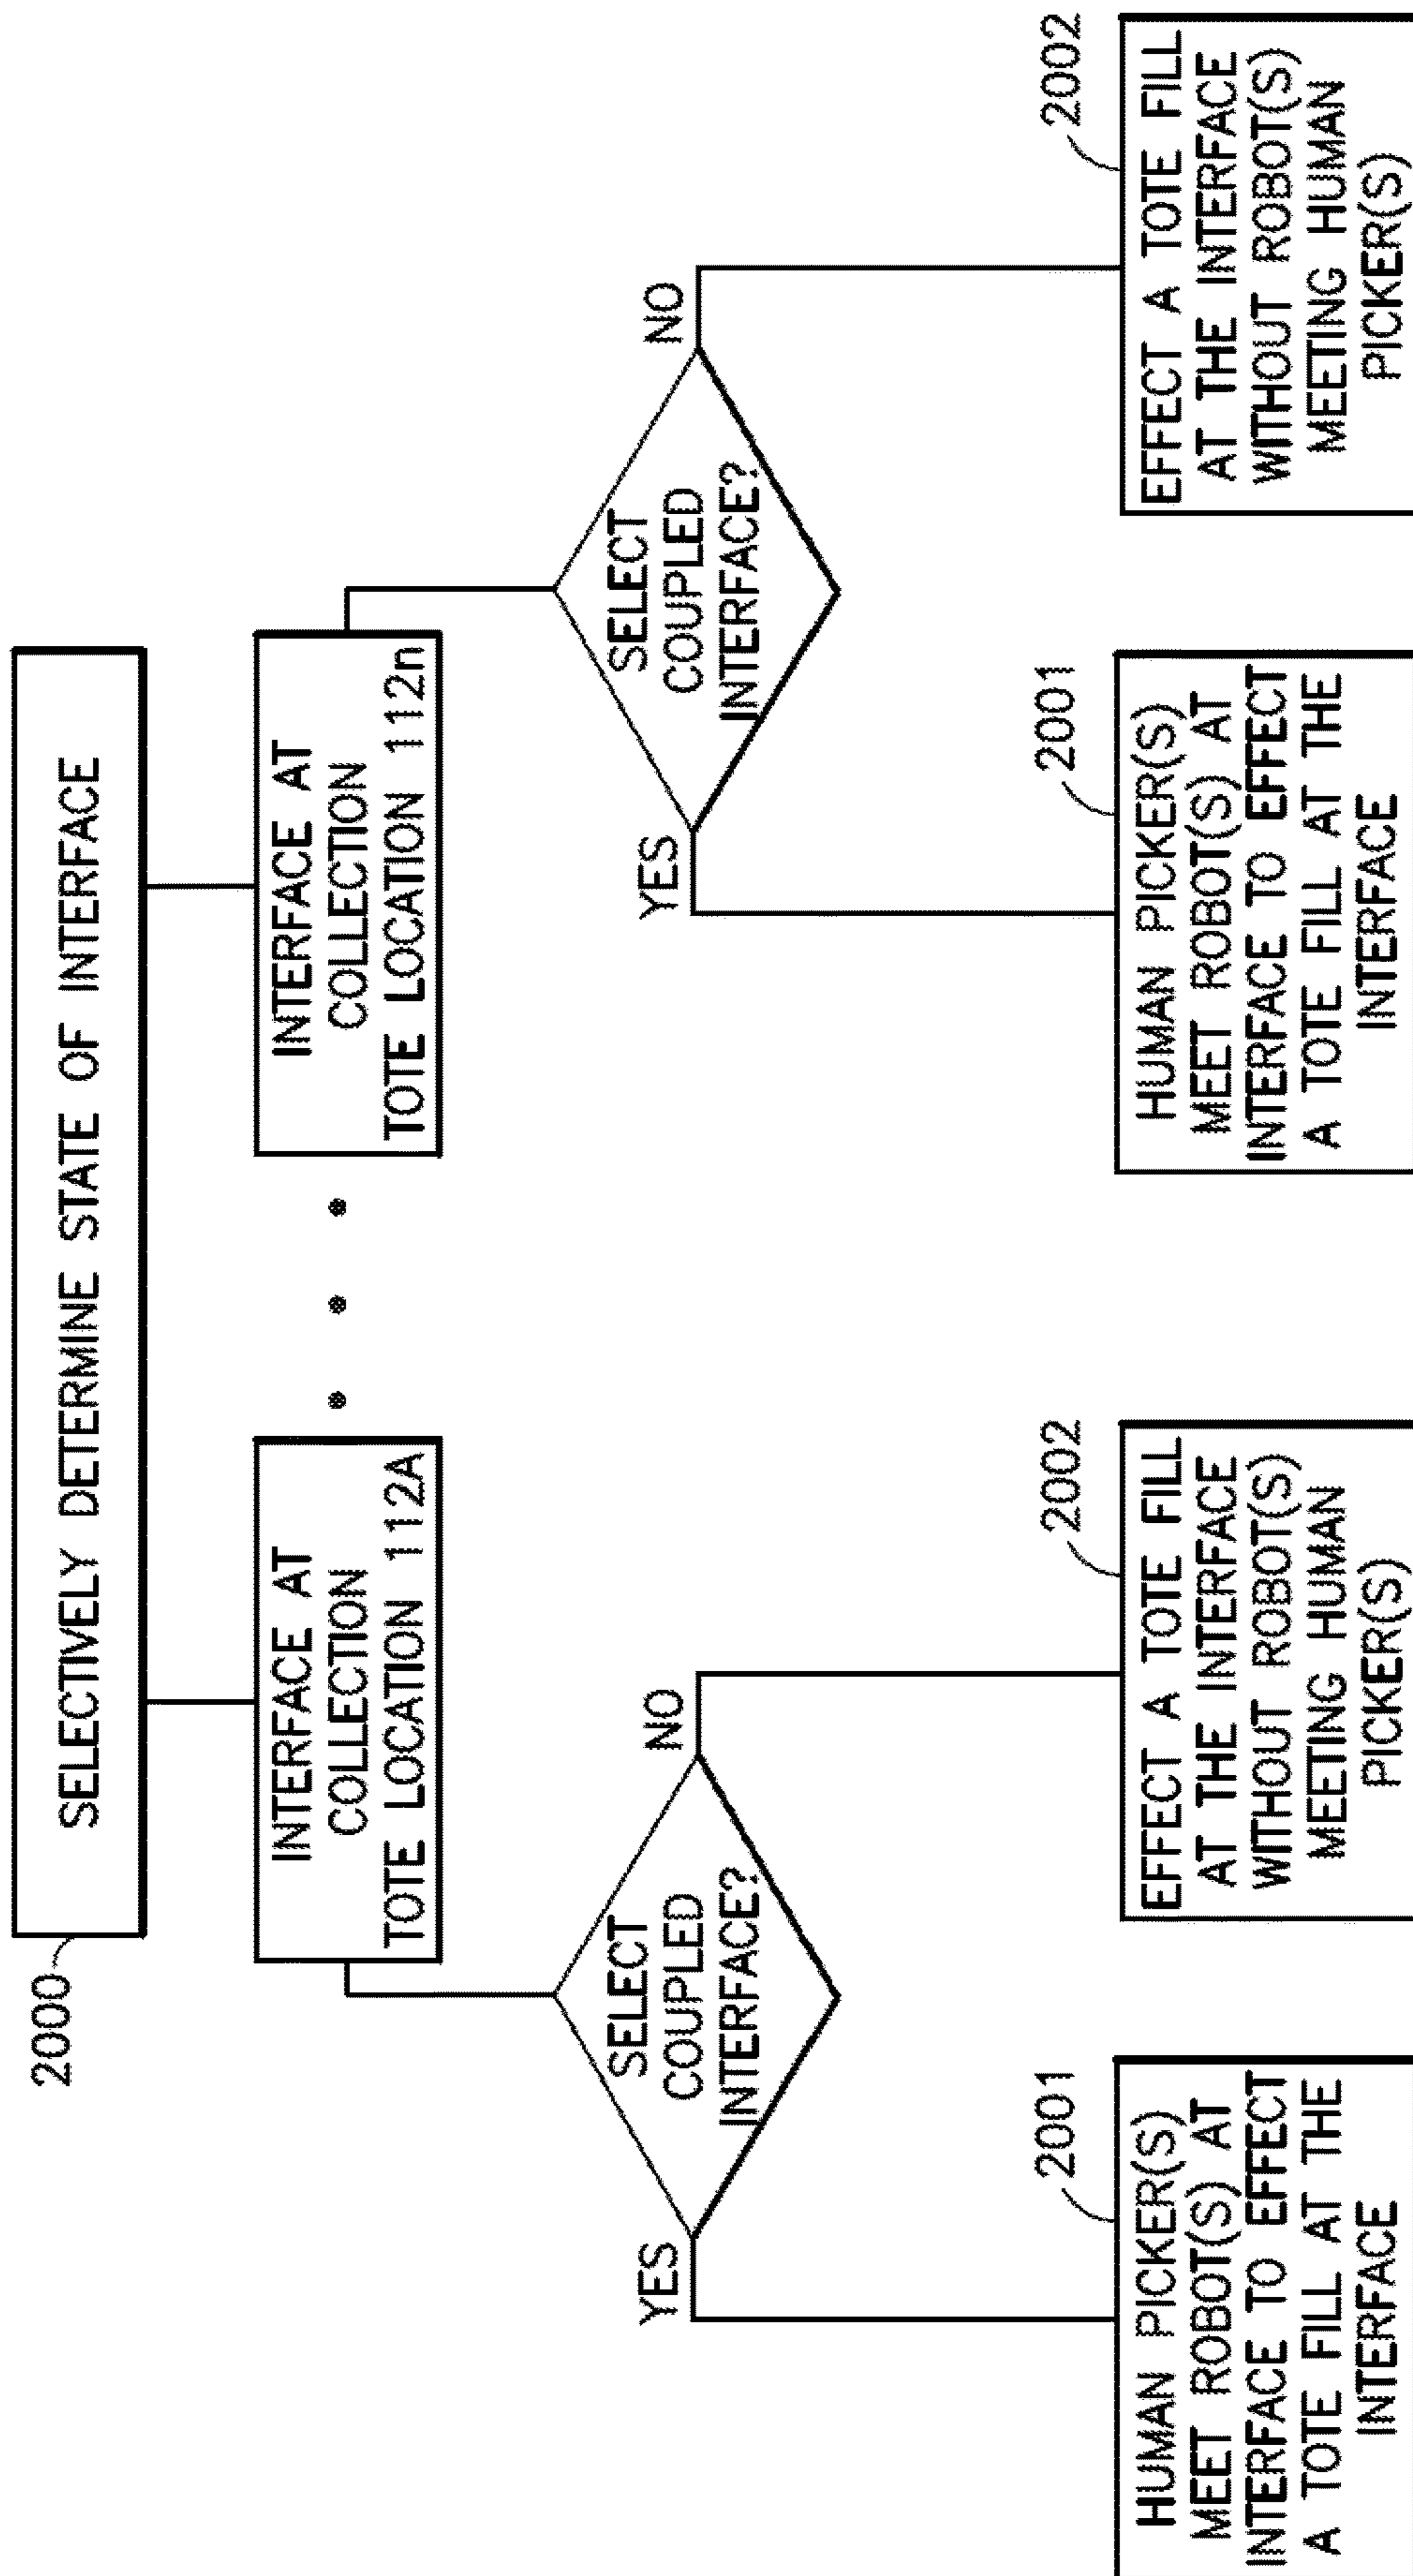 2000
SELECTIVELY DETERMINE STATE OF INTERFACE
INTERFACE AT
COLLECTION
TOTE LOCATION 112A
INTERFACE AT
COLLECTION
TOTE LOCATION 112n
YES
SELECT
COUPLED
INTERFACE?
NO
YES
SELECT
COUPLED
INTERFACE?
NO
2001
HUMAN PICKER(S)
MEET ROBOT(S) AT
INTERFACE TO EFFECT
A TOTE FILL AT THE
INTERFACE
2002
EFFECT A TOTE FILL
AT THE INTERFACE
WITHOUT ROBOT(S)
MEETING HUMAN
PICKER(S)
2001
HUMAN PICKER(S)
MEET ROBOT(S) AT
INTERFACE TO EFFECT
A TOTE FILL AT THE
INTERFACE
2002
EFFECT A TOTE FILL
AT THE INTERFACE
WITHOUT ROBOT(S)
MEETING HUMAN
PICKER(S)